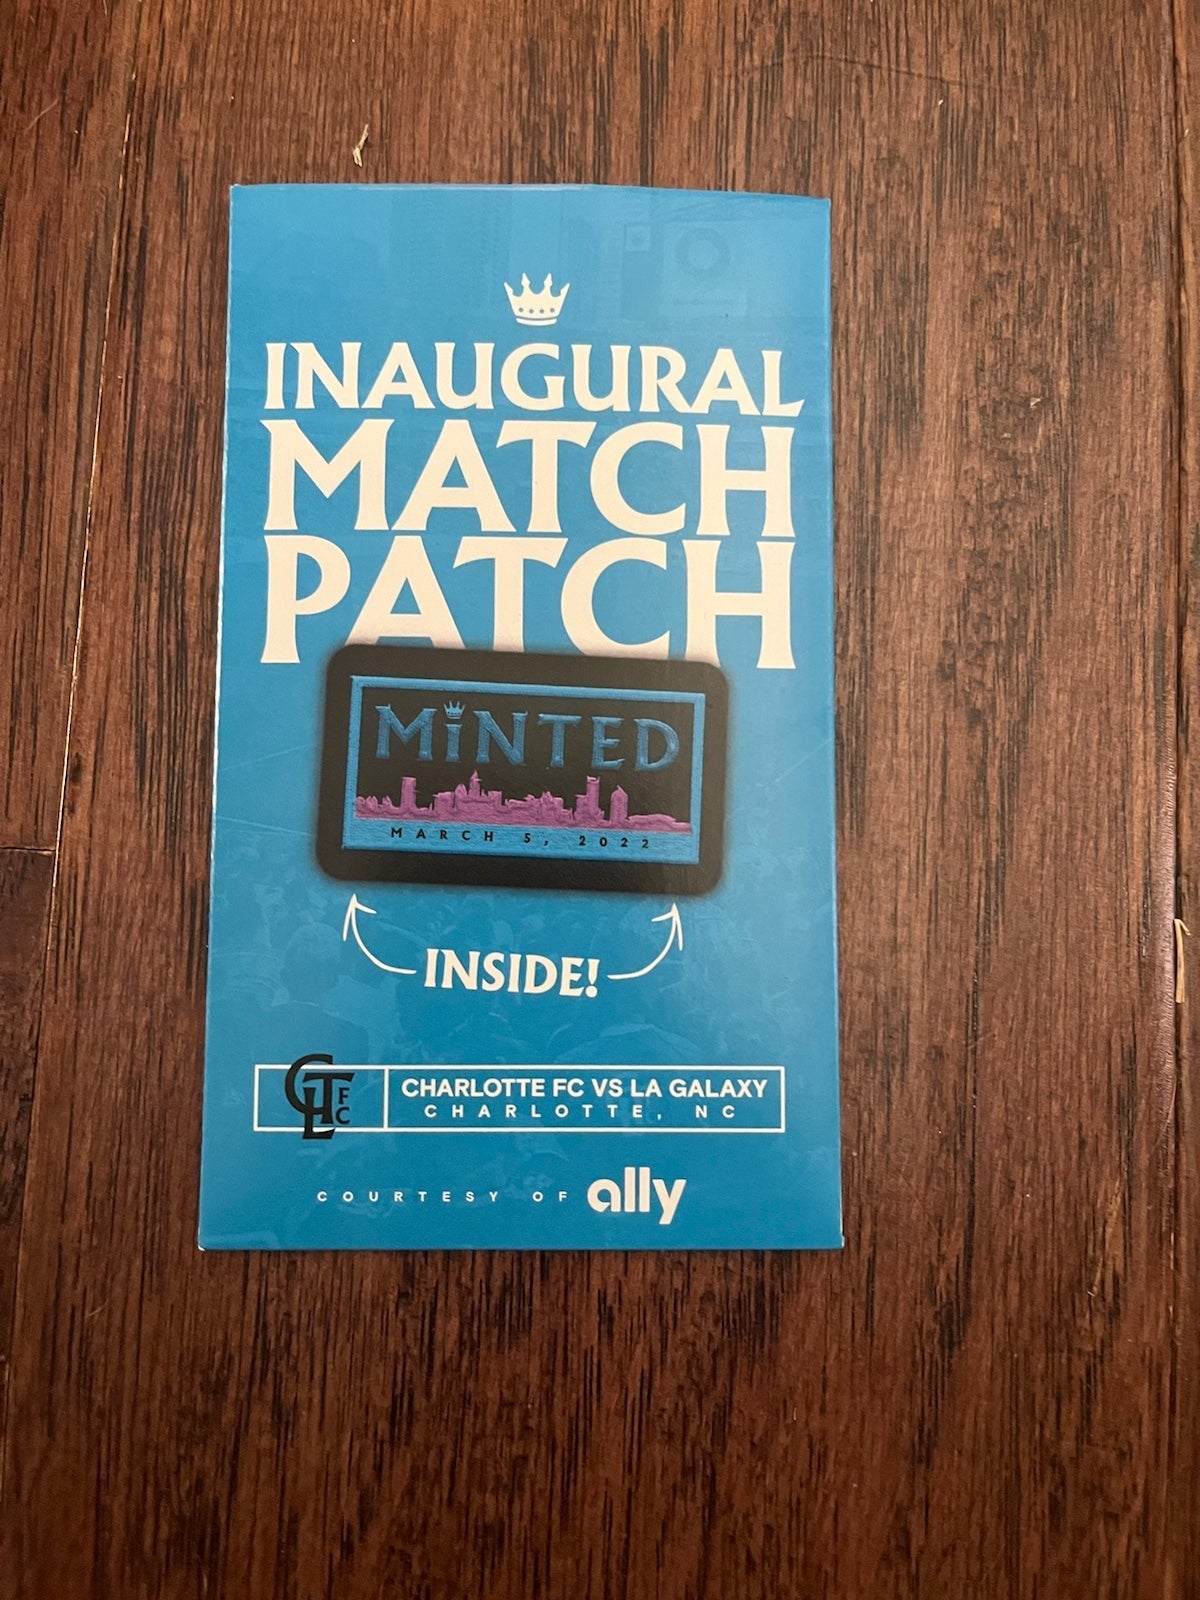 INAUGURAL
MATCH
PATCH
MiNTED
MARCH 5, 2022
INSIDE!
CLT FC
CHARLOTTE FC VS LA GALAXY
CHARLOTTE, NC
COURTESY OF ally